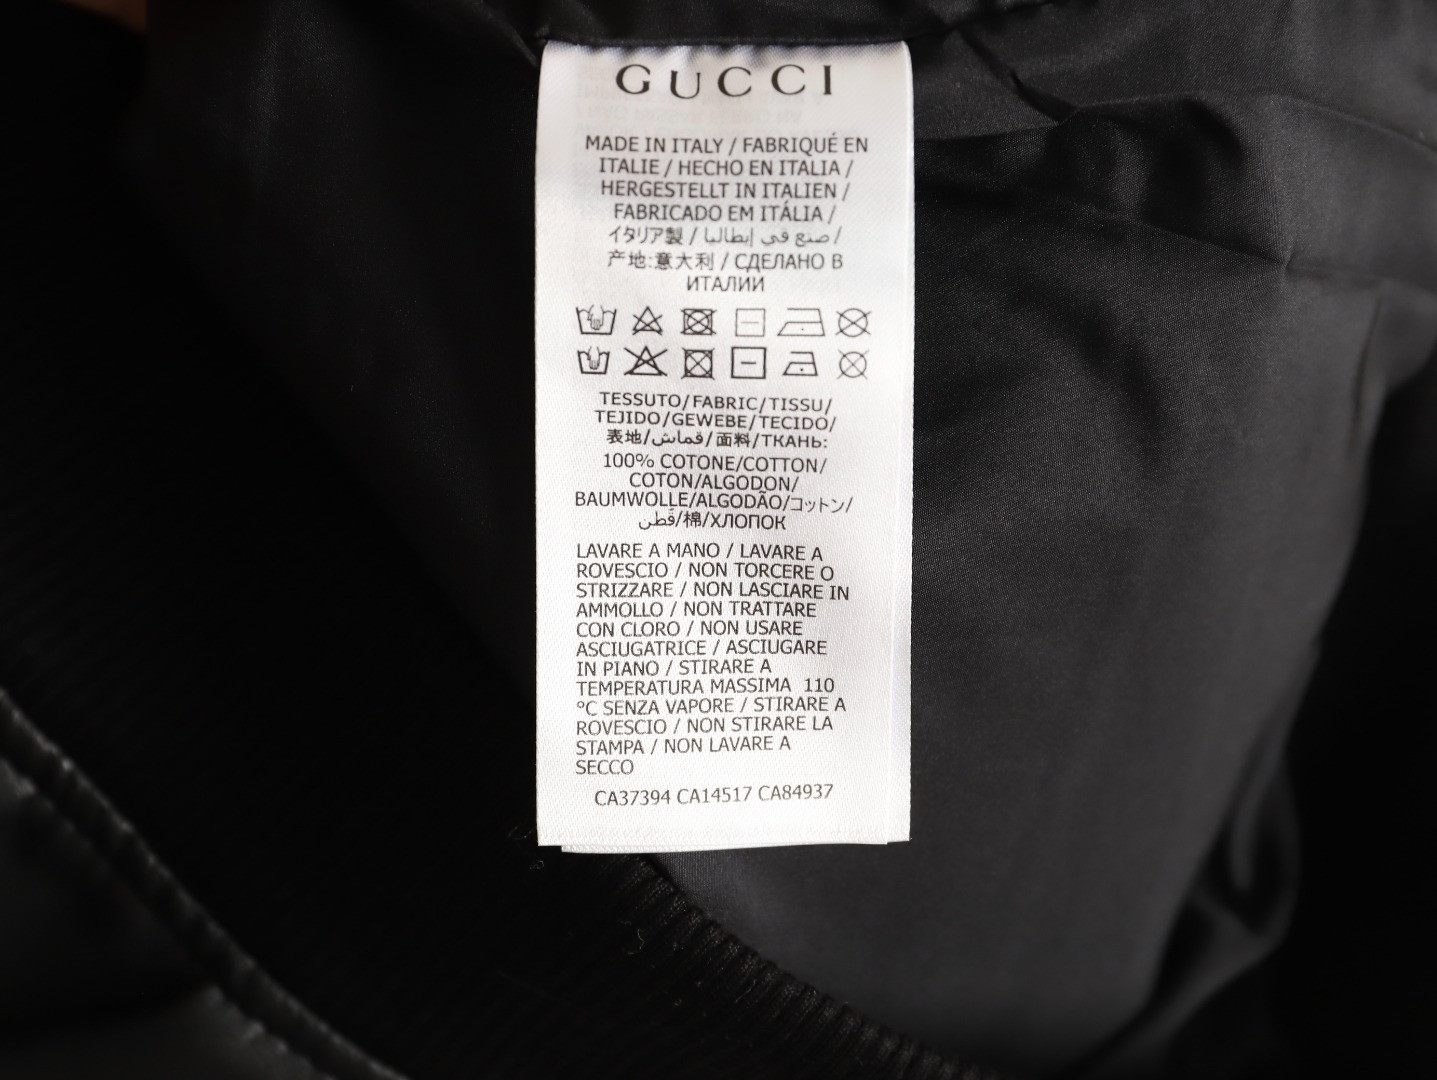 GUCCI
MADE IN ITALY / FABRIQUÉ EN
ITALIE / HECHO EN ITALIA /
HERGESTELLT IN ITALIEN /
FABRICADO EM ITÁLIA /
イタリア製 / صنع في إيطاليا /
产地:意大利 / СДЕЛАНО В
ИТАЛИИ
TESSUTO/FABRIC/TISSU/
TEJIDO/GEWEBE/TECIDO/
表地/قماش/面料/ТКАНЬ:
100% COTONE/COTTON/
COTON/ALGODON/
BAUMWOLLE/ALGODÃO/コットン/
قطن/棉/ХЛОПОК
LAVARE A MANO / LAVARE A
ROVESCIO / NON TORCERE O
STRIZZARE / NON LASCIARE IN
AMMOLLO / NON TRATTARE
CON CLORO / NON USARE
ASCIUGATRICE / ASCIUGARE
IN PIANO / STIRARE A
TEMPERATURA MASSIMA 110
°C SENZA VAPORE / STIRARE A
ROVESCIO / NON STIRARE LA
STAMPA / NON LAVARE A
SECCO
CA37394 CA14517 CA84937